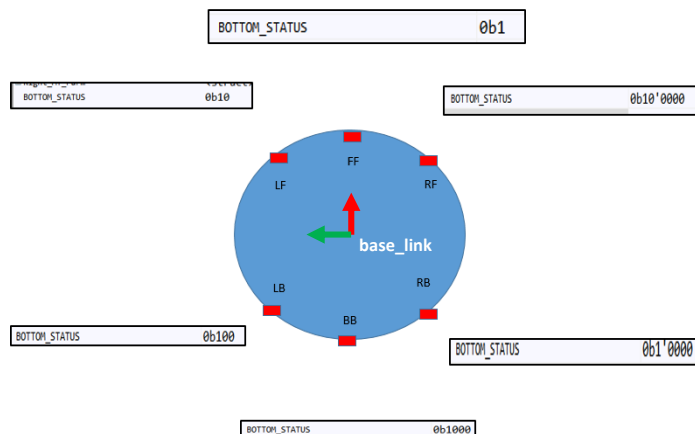 BOTTOM_STATUS 0b1
BOTTOM_STATUS 0b10
BOTTOM_STATUS 0b10'0000
FF
LF
RF
base_link
LB
RB
BB
BOTTOM_STATUS 0b100
BOTTOM_STATUS 0b1'0000
BOTTOM_STATUS 0b1000